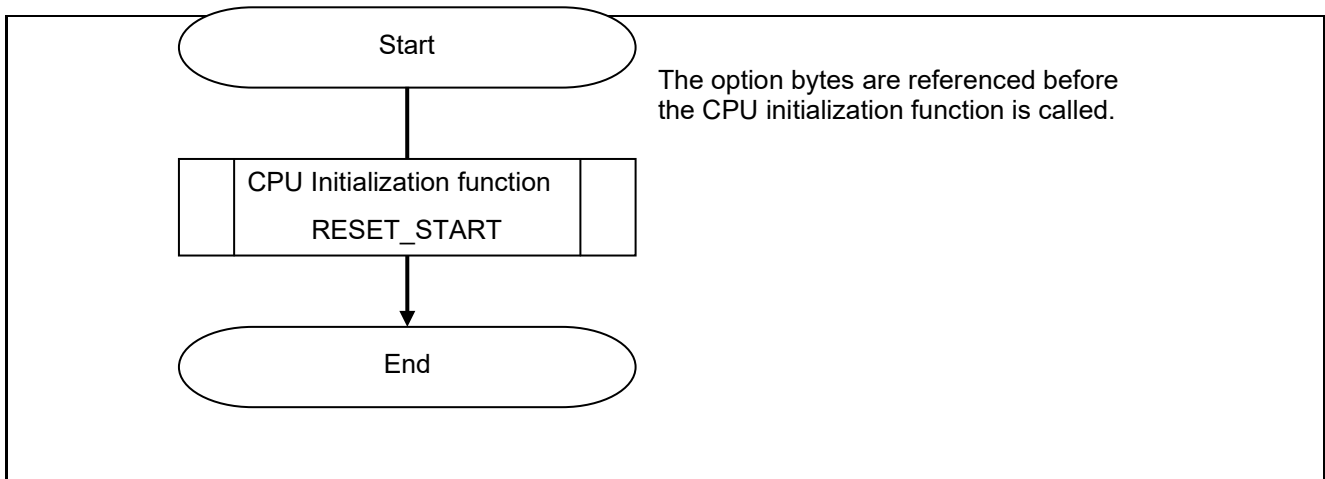 Start
The option bytes are referenced before
the CPU initialization function is called.
CPU Initialization function
RESET_START
End